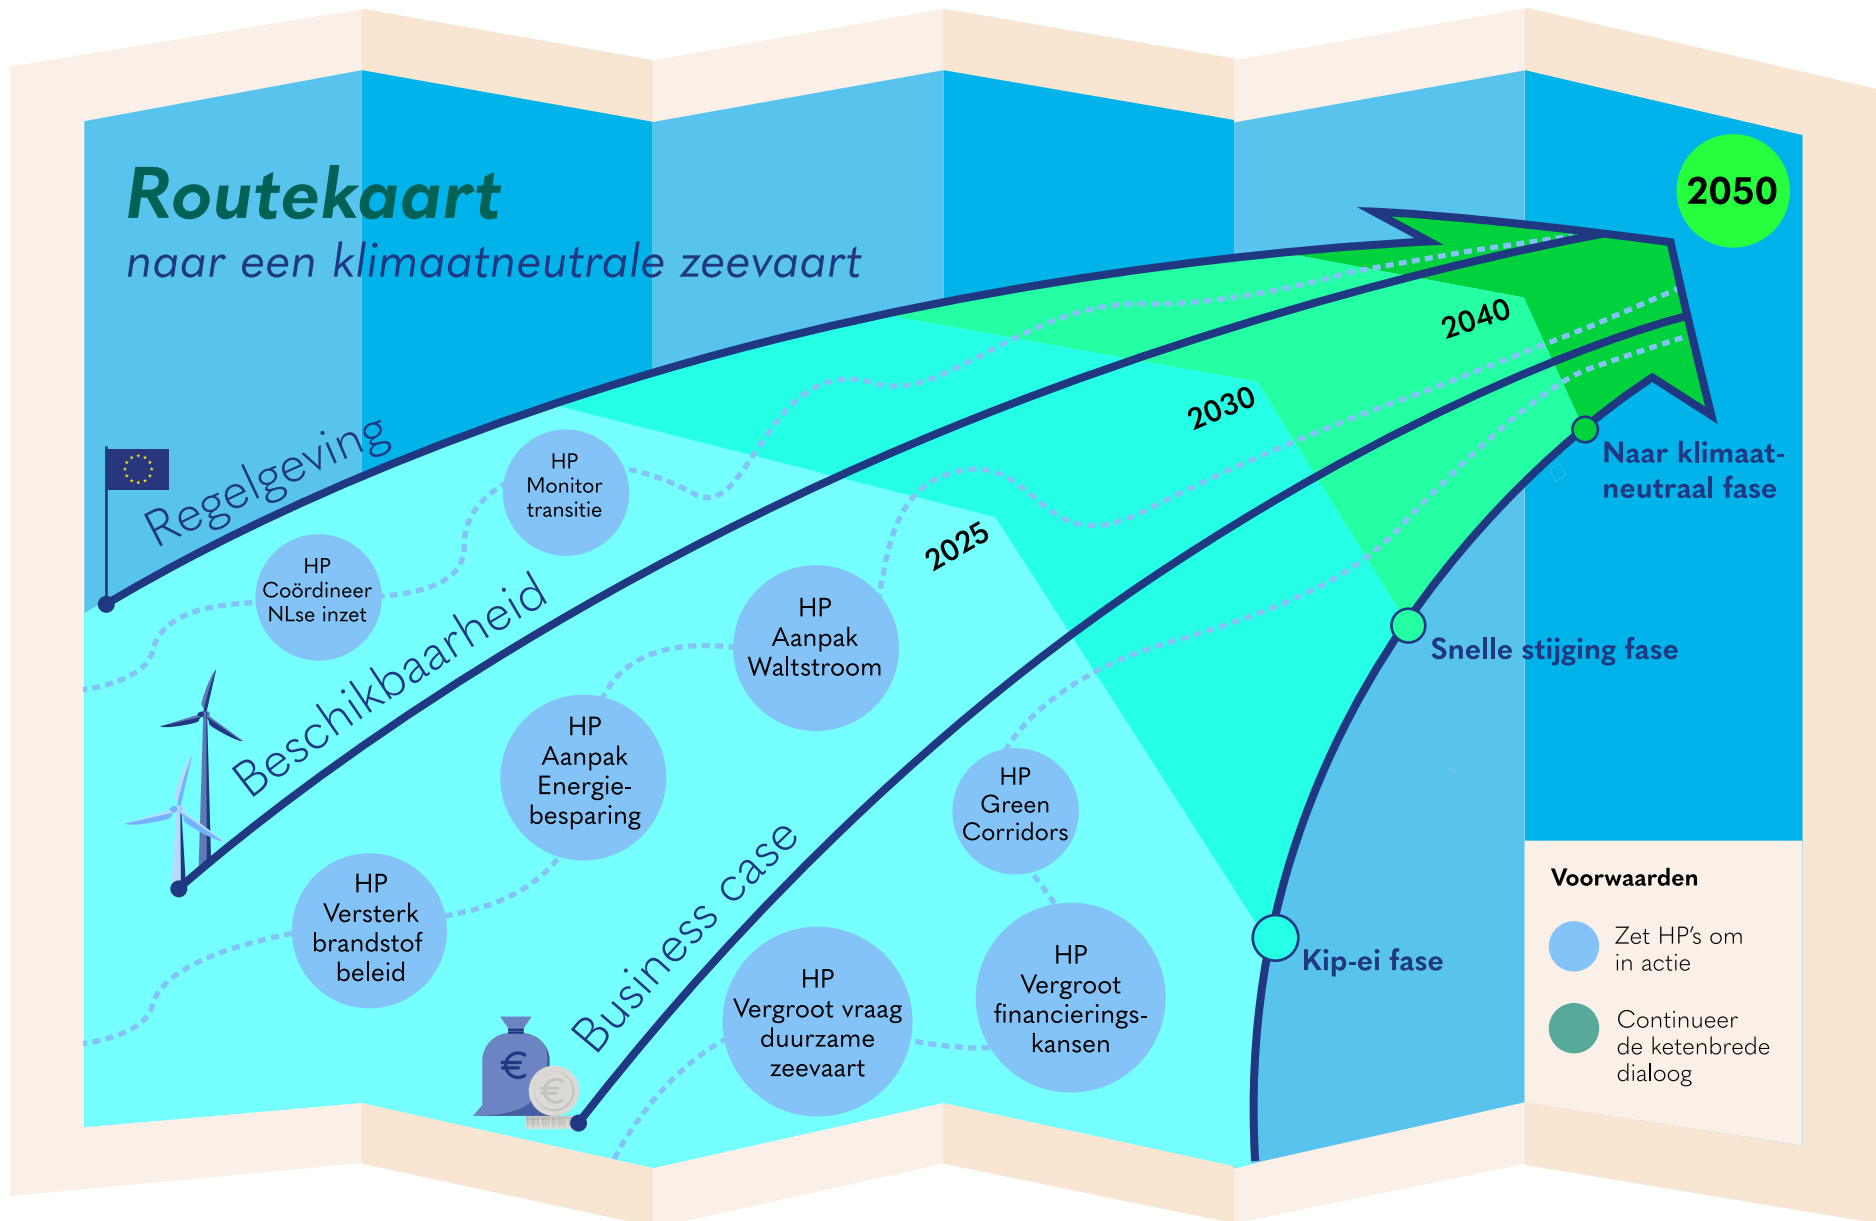 Routekaart
naar een klimaatneutrale zeevaart
2050
2040
2030
2025
Regelgeving
HP
Coördineer
NLse inzet
HP
Monitor
transitie
Beschikbaarheid
HP
Versterk
brandstof
beleid
HP
Aanpak
Energie-
besparing
HP
Aanpak
Waltstroom
Business case
€
€
HP
Vergroot vraag
duurzame
zeevaart
HP
Vergroot
financierings-
kansen
HP
Green
Corridors
Naar klimaat-
neutraal fase
Snelle stijging fase
Kip-ei fase
Voorwaarden
Zet HP's om
in actie
Continueer
de ketenbrede
dialoog